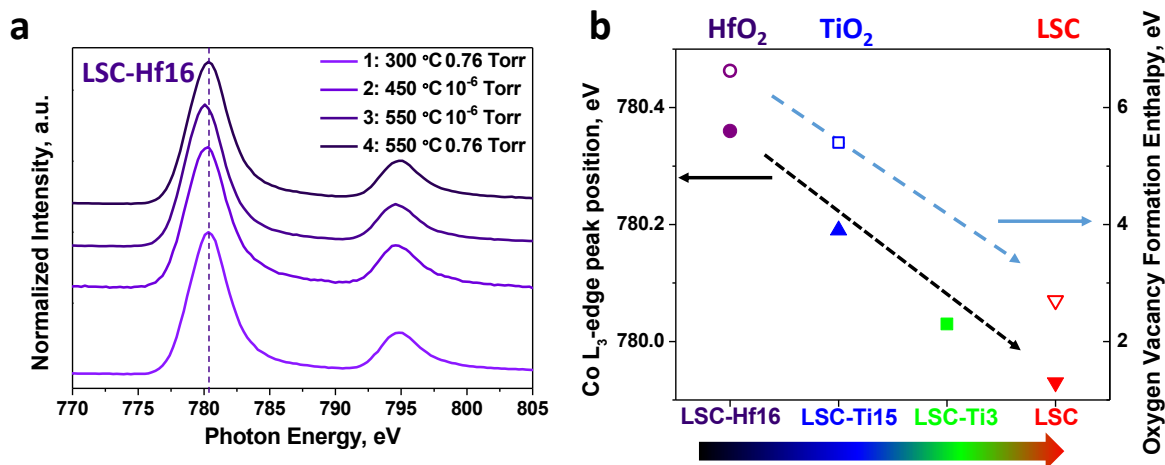 a
LSC-Hf16
1: 300 °C 0.76 Torr
2: 450 °C 10⁻⁶ Torr
3: 550 °C 10⁻⁶ Torr
4: 550 °C 0.76 Torr
Normalized Intensity, a.u.
770 775 780 785 790 795 800 805
Photon Energy, eV
b
HfO₂ TiO₂ LSC
780.4
780.2
780.0
Co L₃-edge peak position, eV
6
4
2
Oxygen Vacancy Formation Enthalpy, eV
LSC-Hf16 LSC-Ti15 LSC-Ti3 LSC